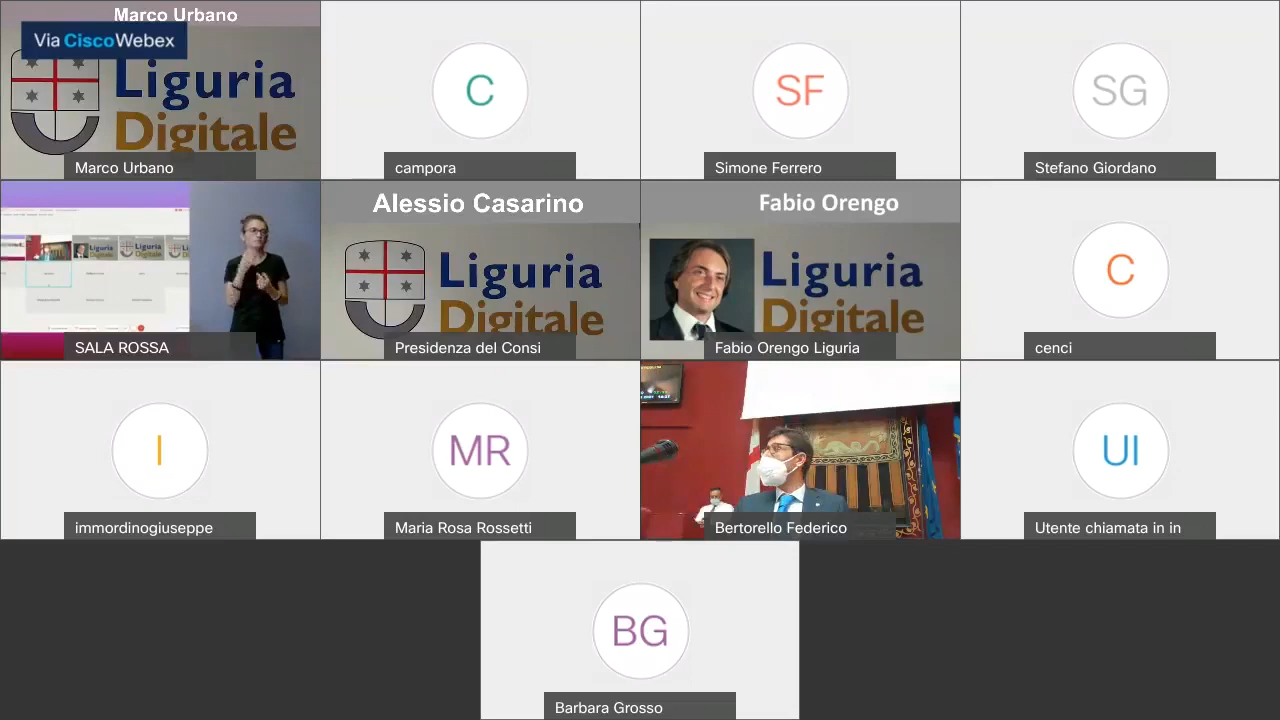 Marco Urbano
Via CiscoWebex
Liguria
Digitale
Marco Urbano
C
campora
SF
Simone Ferrero
SG
Stefano Giordano
SALA ROSSA
Alessio Casarino
Liguria
Digitale
Presidenza del Consi
Fabio Orengo
Liguria
Digitale
Fabio Orengo Liguria
C
cenci
I
immordinogiuseppe
MR
Maria Rosa Rossetti
Bertorello Federico
UI
Utente chiamata in in
BG
Barbara Grosso